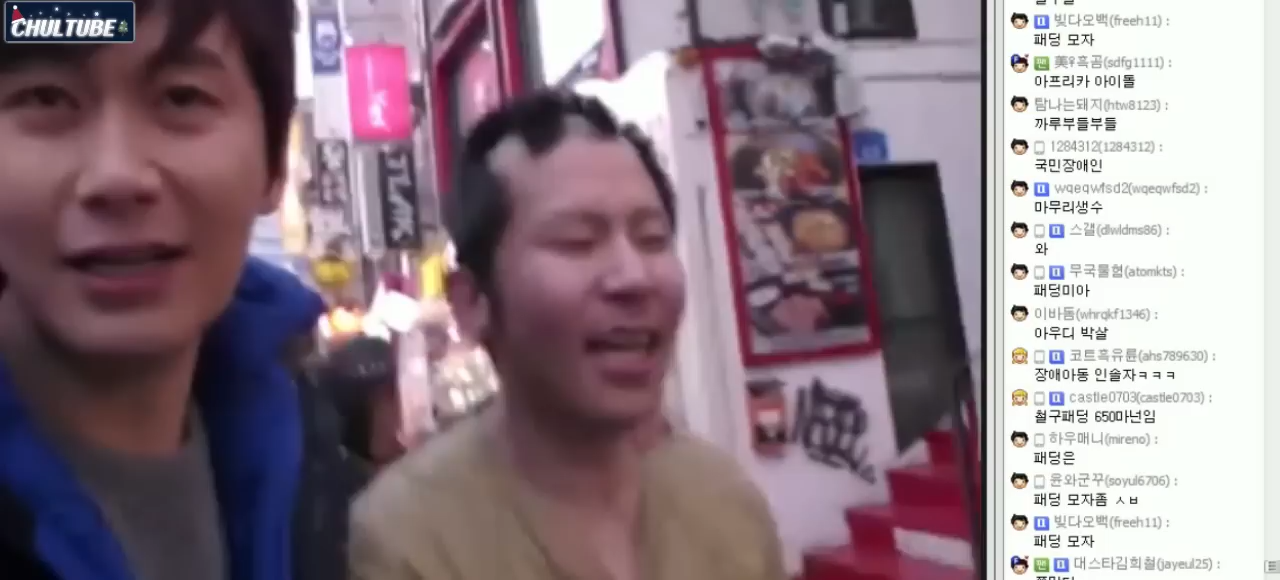 CHULTUBE
빛다오백(freeh11) :
패딩 모자
美♀흑곰(sdfg1111) :
아프리카 아이돌
탐나는돼지(htw8123) :
까루부들부들
1284312(1284312) :
국민장애인
wqeqwfsd2(wqeqwfsd2) :
마무리생수
스갤(dlwldms86) :
와
무국물혐(atomkts) :
패딩미아
이바돔(whrqkf1346) :
아우디 박살
코트흑유륜(ahs789630) :
장애아동 인솔자ㅋㅋㅋ
castle0703(castle0703) :
철구패딩 650마넌임
하우매니(mireno) :
패딩은
윤와군꾸(soyul6706) :
패딩 모자좀 ㅅㅂ
빛다오백(freeh11) :
패딩 모자
대스타김희철(jayeul25) :